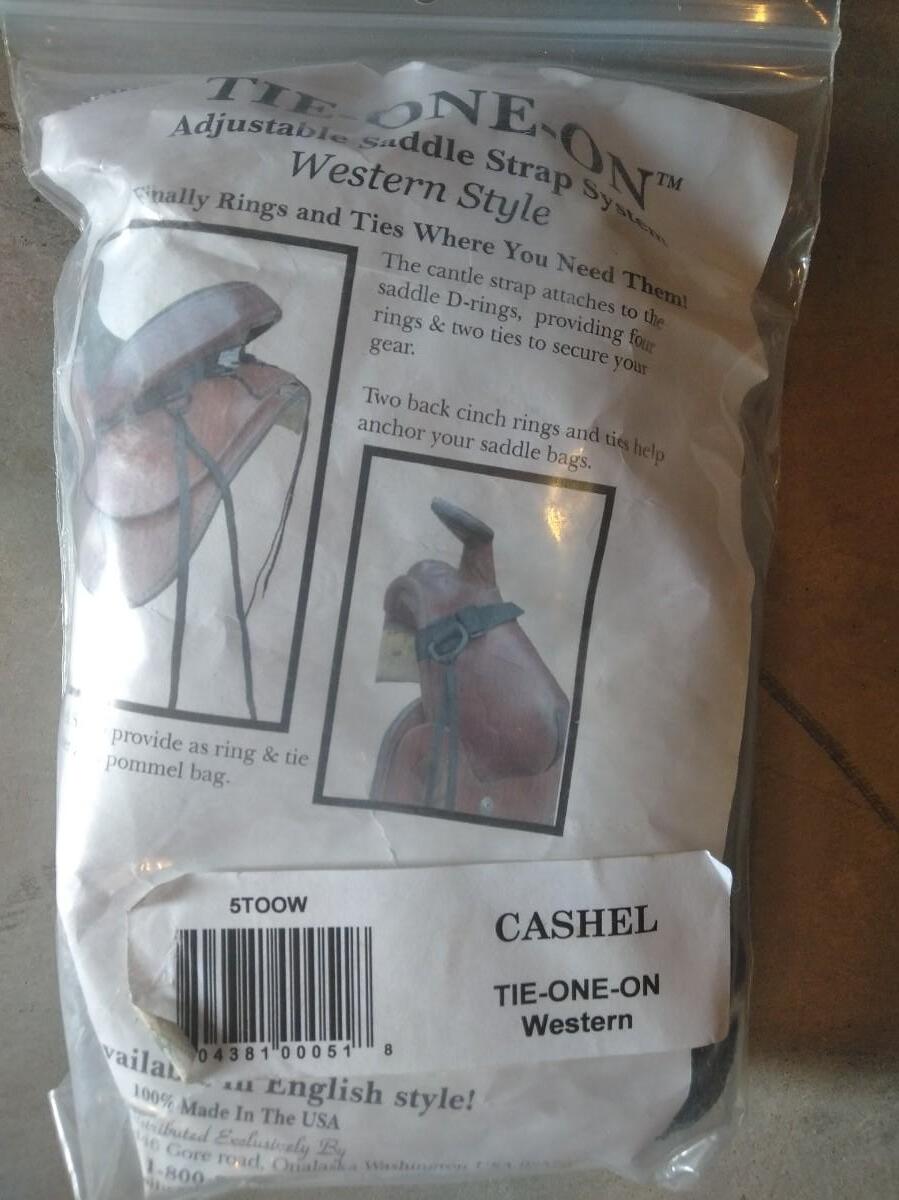 TIE-ONE-ON™
Adjustable Saddle Strap System
Western Style
Finally Rings and Ties Where You Need Them!
The cantle strap attaches to the
saddle D-rings, providing four
rings & two ties to secure your
gear.
Two back cinch rings and ties help
anchor your saddle bags.
provide as ring & tie
pommel bag.
5TOOW
CASHEL
TIE-ONE-ON
Western
04381 00051 8
in English style!
100% Made In The USA
Exclusively By
Gore road, Onalaska Washington
1-800